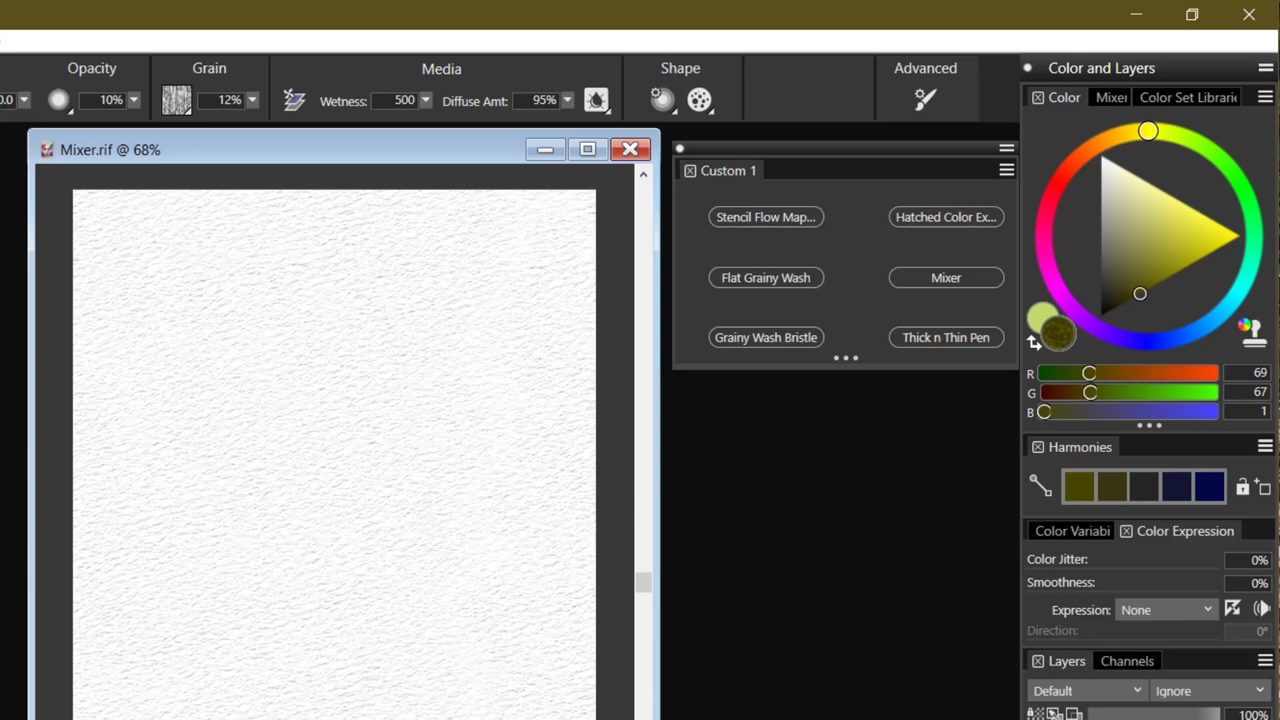 Opacity Grain Media Shape Advanced
0.0 10% 12% Wetness: 500 Diffuse Amt: 95%
Color and Layers
Color Mixer Color Set Librarie
Mixer.rif @ 68%
Custom 1
Stencil Flow Map... Hatched Color Ex...
Flat Grainy Wash Mixer
Grainy Wash Bristle Thick n Thin Pen
R 69
G 67
B 1
Harmonies
Color Variabi Color Expression
Color Jitter: 0%
Smoothness: 0%
Expression: None
Direction: 0°
Layers Channels
Default Ignore
100%